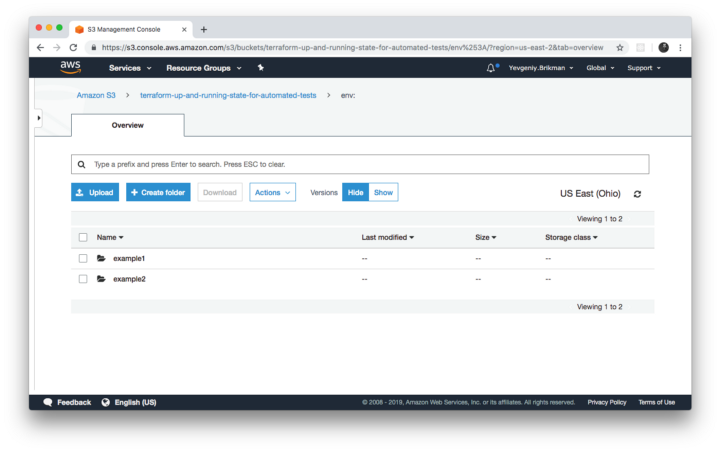 S3 Management Console
https://s3.console.aws.amazon.com/s3/buckets/terraform-up-and-running-state-for-automated-tests/env%253A/?region=us-east-2&tab=overview
aws Services Resource Groups Yevgeniy.Brikman Global Support
Amazon S3 > terraform-up-and-running-state-for-automated-tests > env:
Overview
Type a prefix and press Enter to search. Press ESC to clear.
Upload + Create folder Download Actions Versions Hide Show US East (Ohio)
Viewing 1 to 2
Name Last modified Size Storage class
example1 -- -- --
example2 -- -- --
Viewing 1 to 2
Feedback English (US) © 2008 - 2019, Amazon Web Services, Inc. or its affiliates. All rights reserved. Privacy Policy Terms of Use